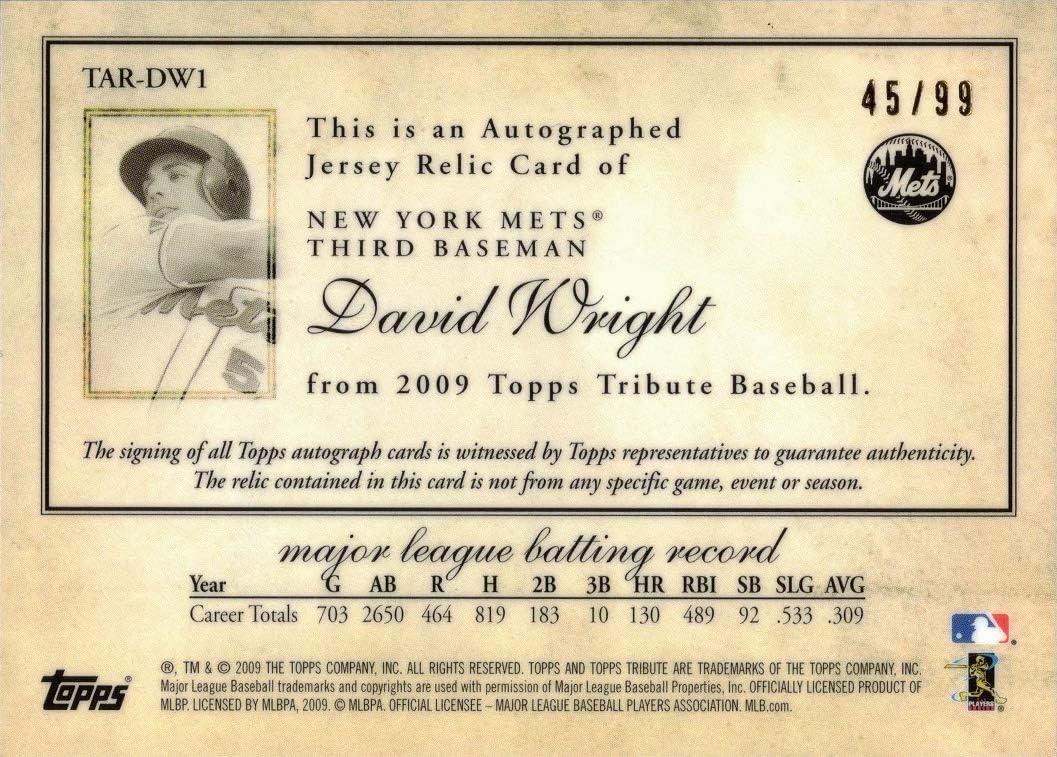 TAR-DW1
45/99
This is an Autographed
Jersey Relic Card of
Mets
NEW YORK METS®
THIRD BASEMAN
David Wright
from 2009 Topps Tribute Baseball.
Mets
5
The signing of all Topps autograph cards is witnessed by Topps representatives to guarantee authenticity.
The relic contained in this card is not from any specific game, event or season.
major league batting record
Year G AB R H 2B 3B HR RBI SB SLG AVG
Career Totals 703 2650 464 819 183 10 130 489 92 .533 .309
topps®
®, TM & © 2009 THE TOPPS COMPANY, INC. ALL RIGHTS RESERVED. TOPPS AND TOPPS TRIBUTE ARE TRADEMARKS OF THE TOPPS COMPANY, INC.
Major League Baseball trademarks and copyrights are used with permission of Major League Baseball Properties, Inc. OFFICIALLY LICENSED PRODUCT OF
MLBP. LICENSED BY MLBPA, 2009. © MLBPA. OFFICIAL LICENSEE – MAJOR LEAGUE BASEBALL PLAYERS ASSOCIATION. MLB.com.
PLAYERS